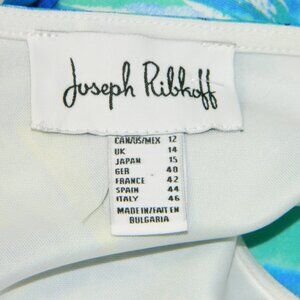 Joseph Ribkoff
CAN/US/MEX 12
UK 14
JAPAN 15
GER 40
FRANCE 42
SPAIN 44
ITALY 46
MADE IN/FAIT EN
BULGARIA